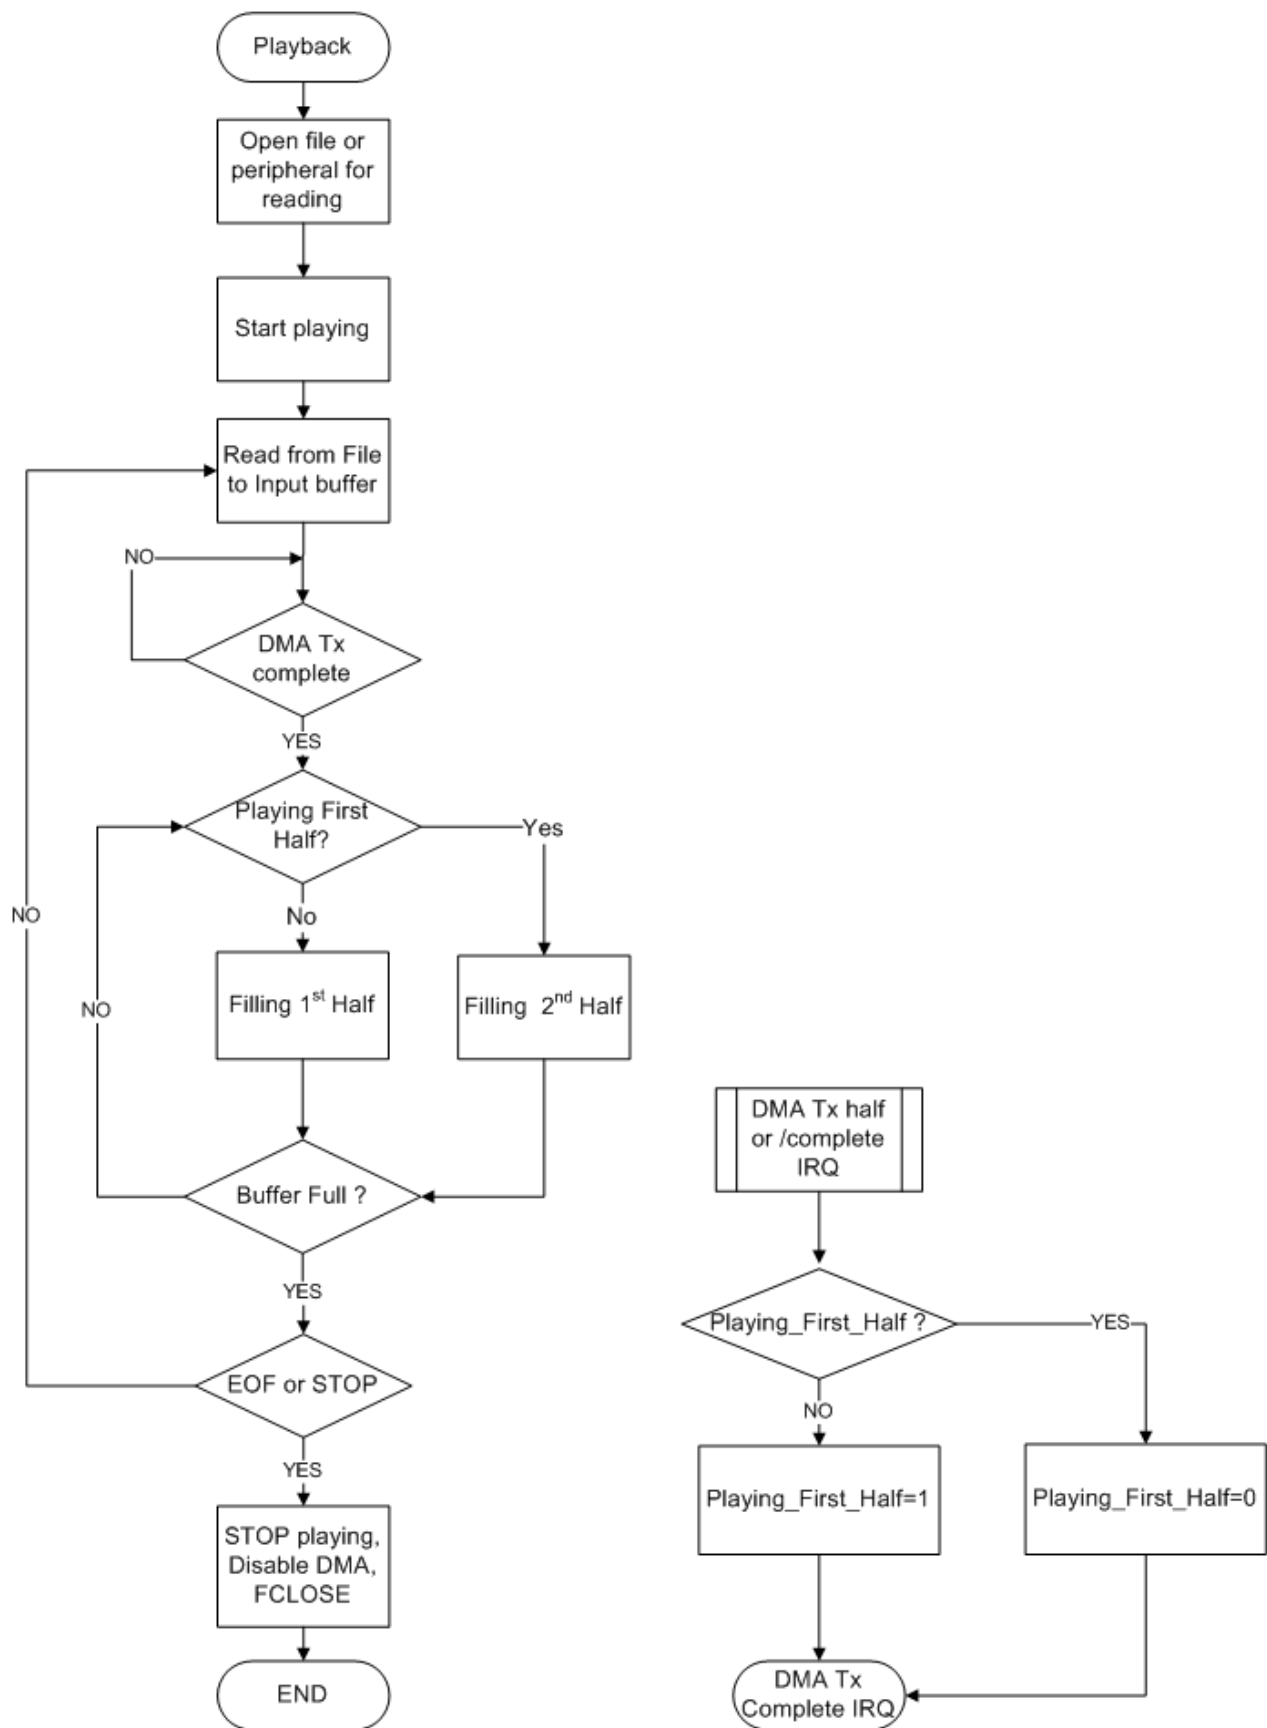 Playback
Open file or
peripheral for
reading
Start playing
Read from File
to Input buffer
NO
DMA Tx
complete
YES
Playing First
Half?
Yes
No
NO
Filling 1st Half
Filling 2nd Half
NO
Buffer Full ?
YES
EOF or STOP
YES
STOP playing,
Disable DMA,
FCLOSE
END
DMA Tx half
or /complete
IRQ
Playing_First_Half ?
YES
NO
Playing_First_Half=1
Playing_First_Half=0
DMA Tx
Complete IRQ